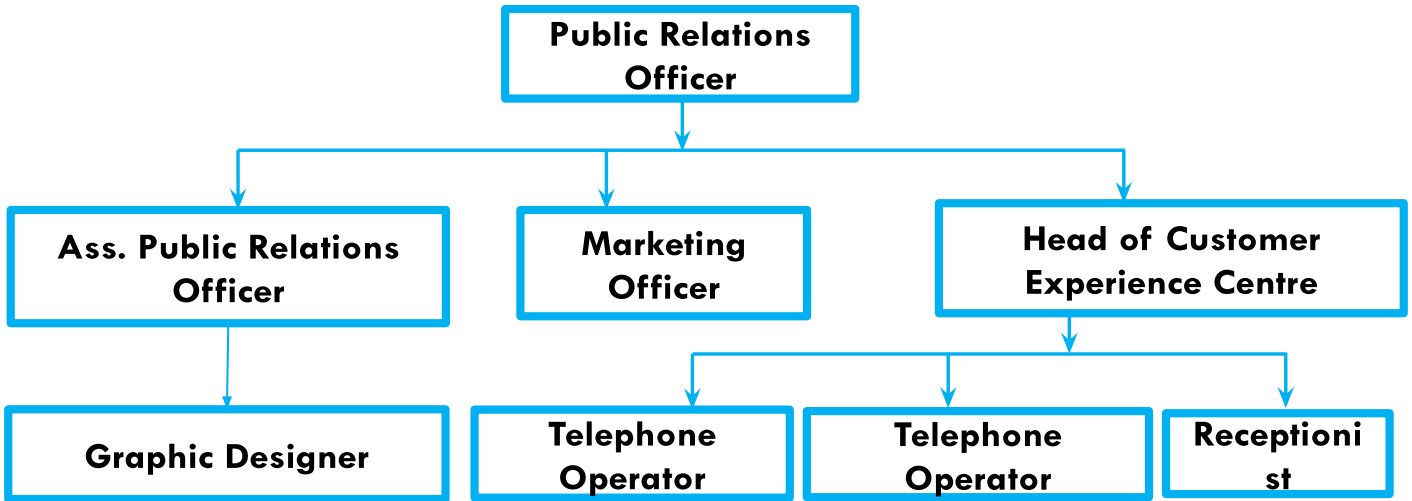 Public Relations
Officer
Ass. Public Relations
Officer
Marketing
Officer
Head of Customer
Experience Centre
Graphic Designer
Telephone
Operator
Telephone
Operator
Receptioni
st